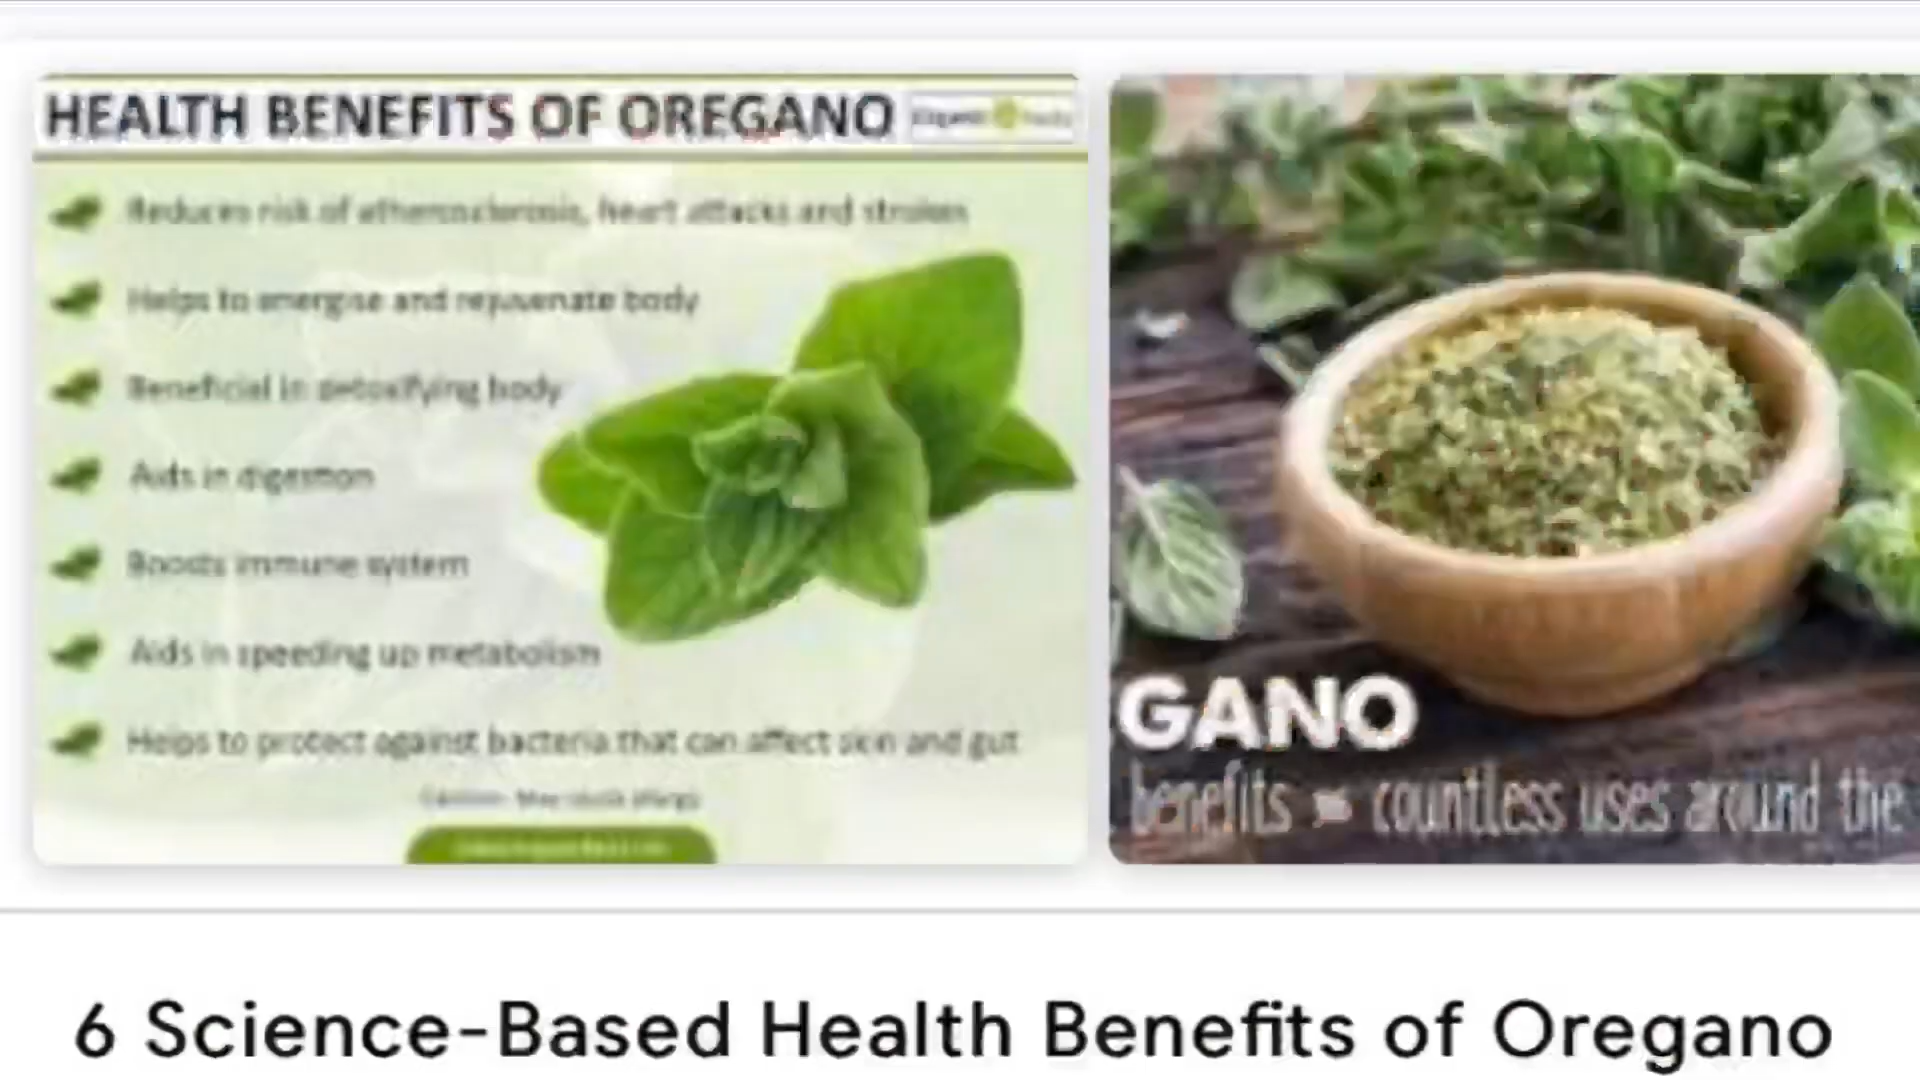 HEALTH BENEFITS OF OREGANO
Reduces risk of atherosclerosis, heart attacks and strokes
Helps to energise and rejuvenate body
Beneficial in detoxifying body
Aids in digestion
Boosts immune system
Aids in speeding up metabolism
Helps to protect against bacteria that can affect skin and gut
GANO
benefits countless uses around the
6 Science-Based Health Benefits of Oregano